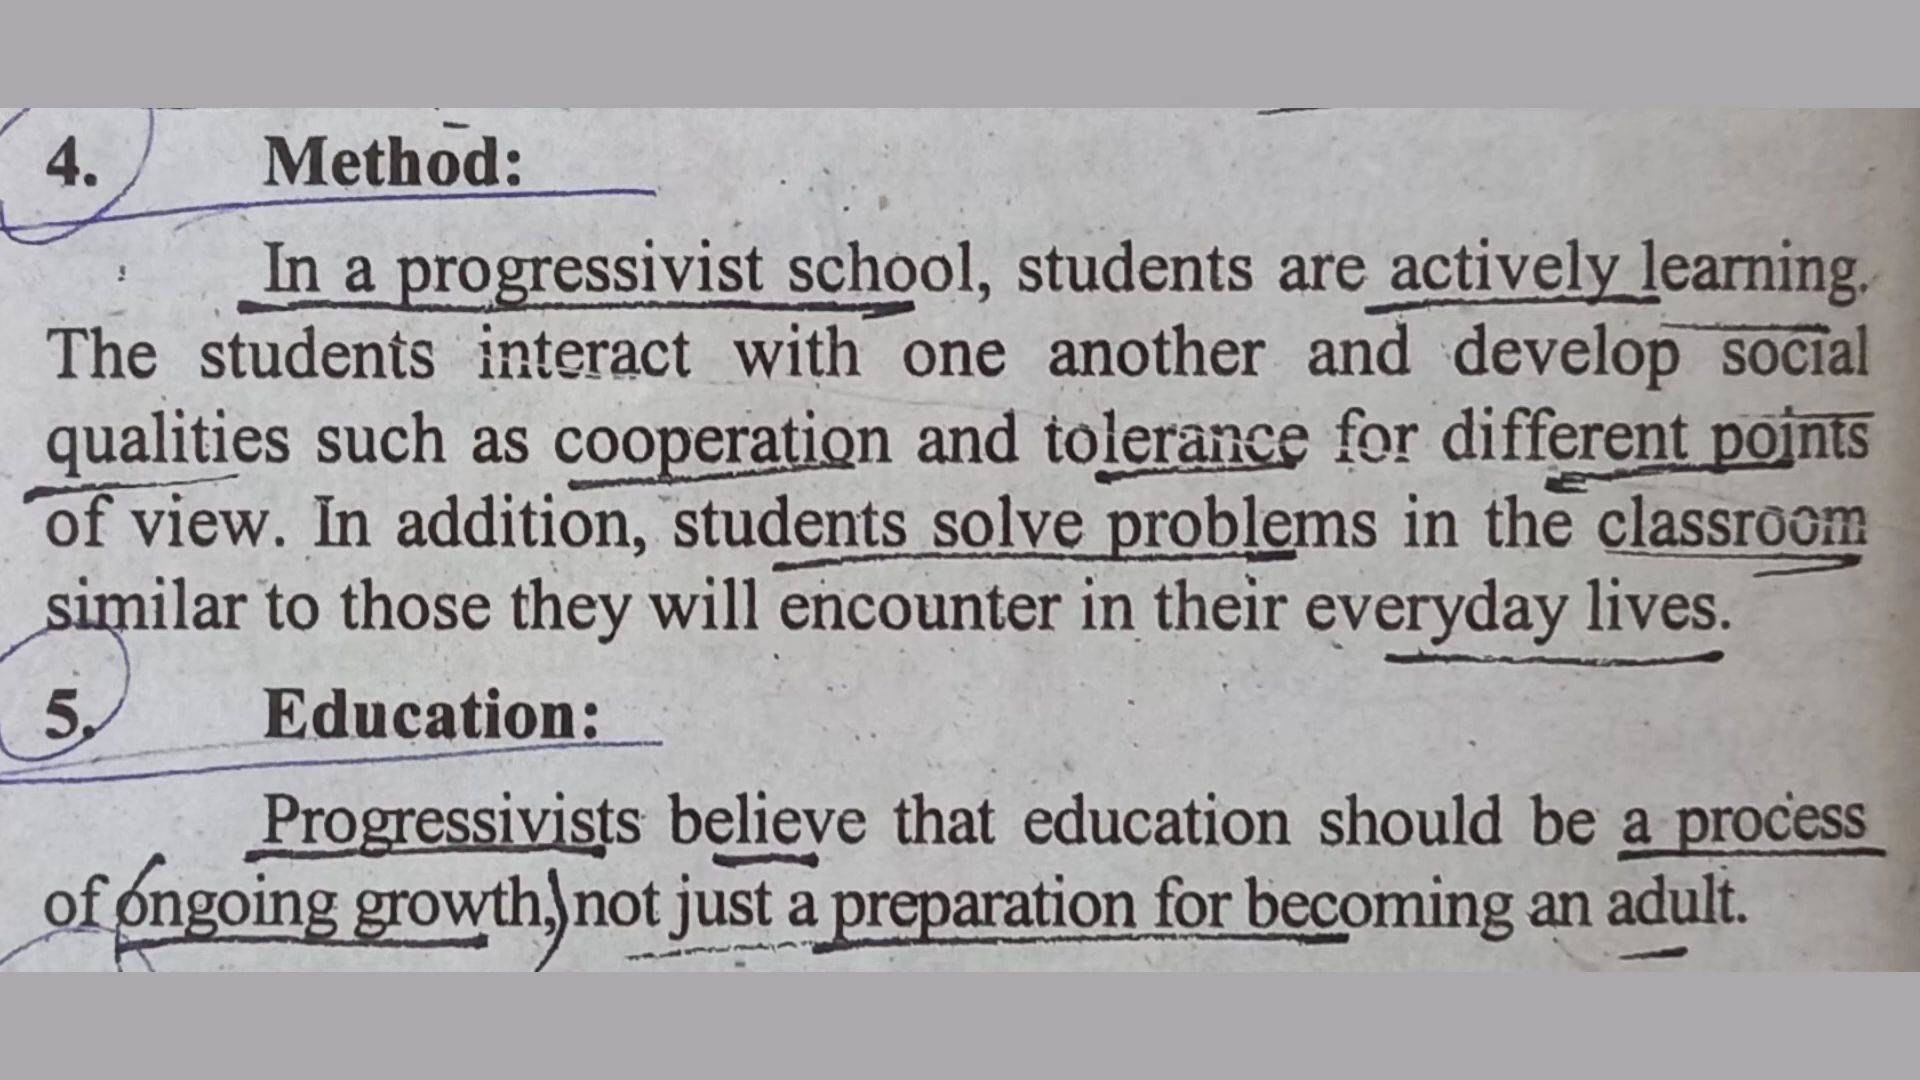 4. Method:
In a progressivist school, students are actively learning.
The students interact with one another and develop social
qualities such as cooperation and tolerance for different points
of view. In addition, students solve problems in the classroom
similar to those they will encounter in their everyday lives.
5. Education:
Progressivists believe that education should be a process
of ongoing growth, not just a preparation for becoming an adult.